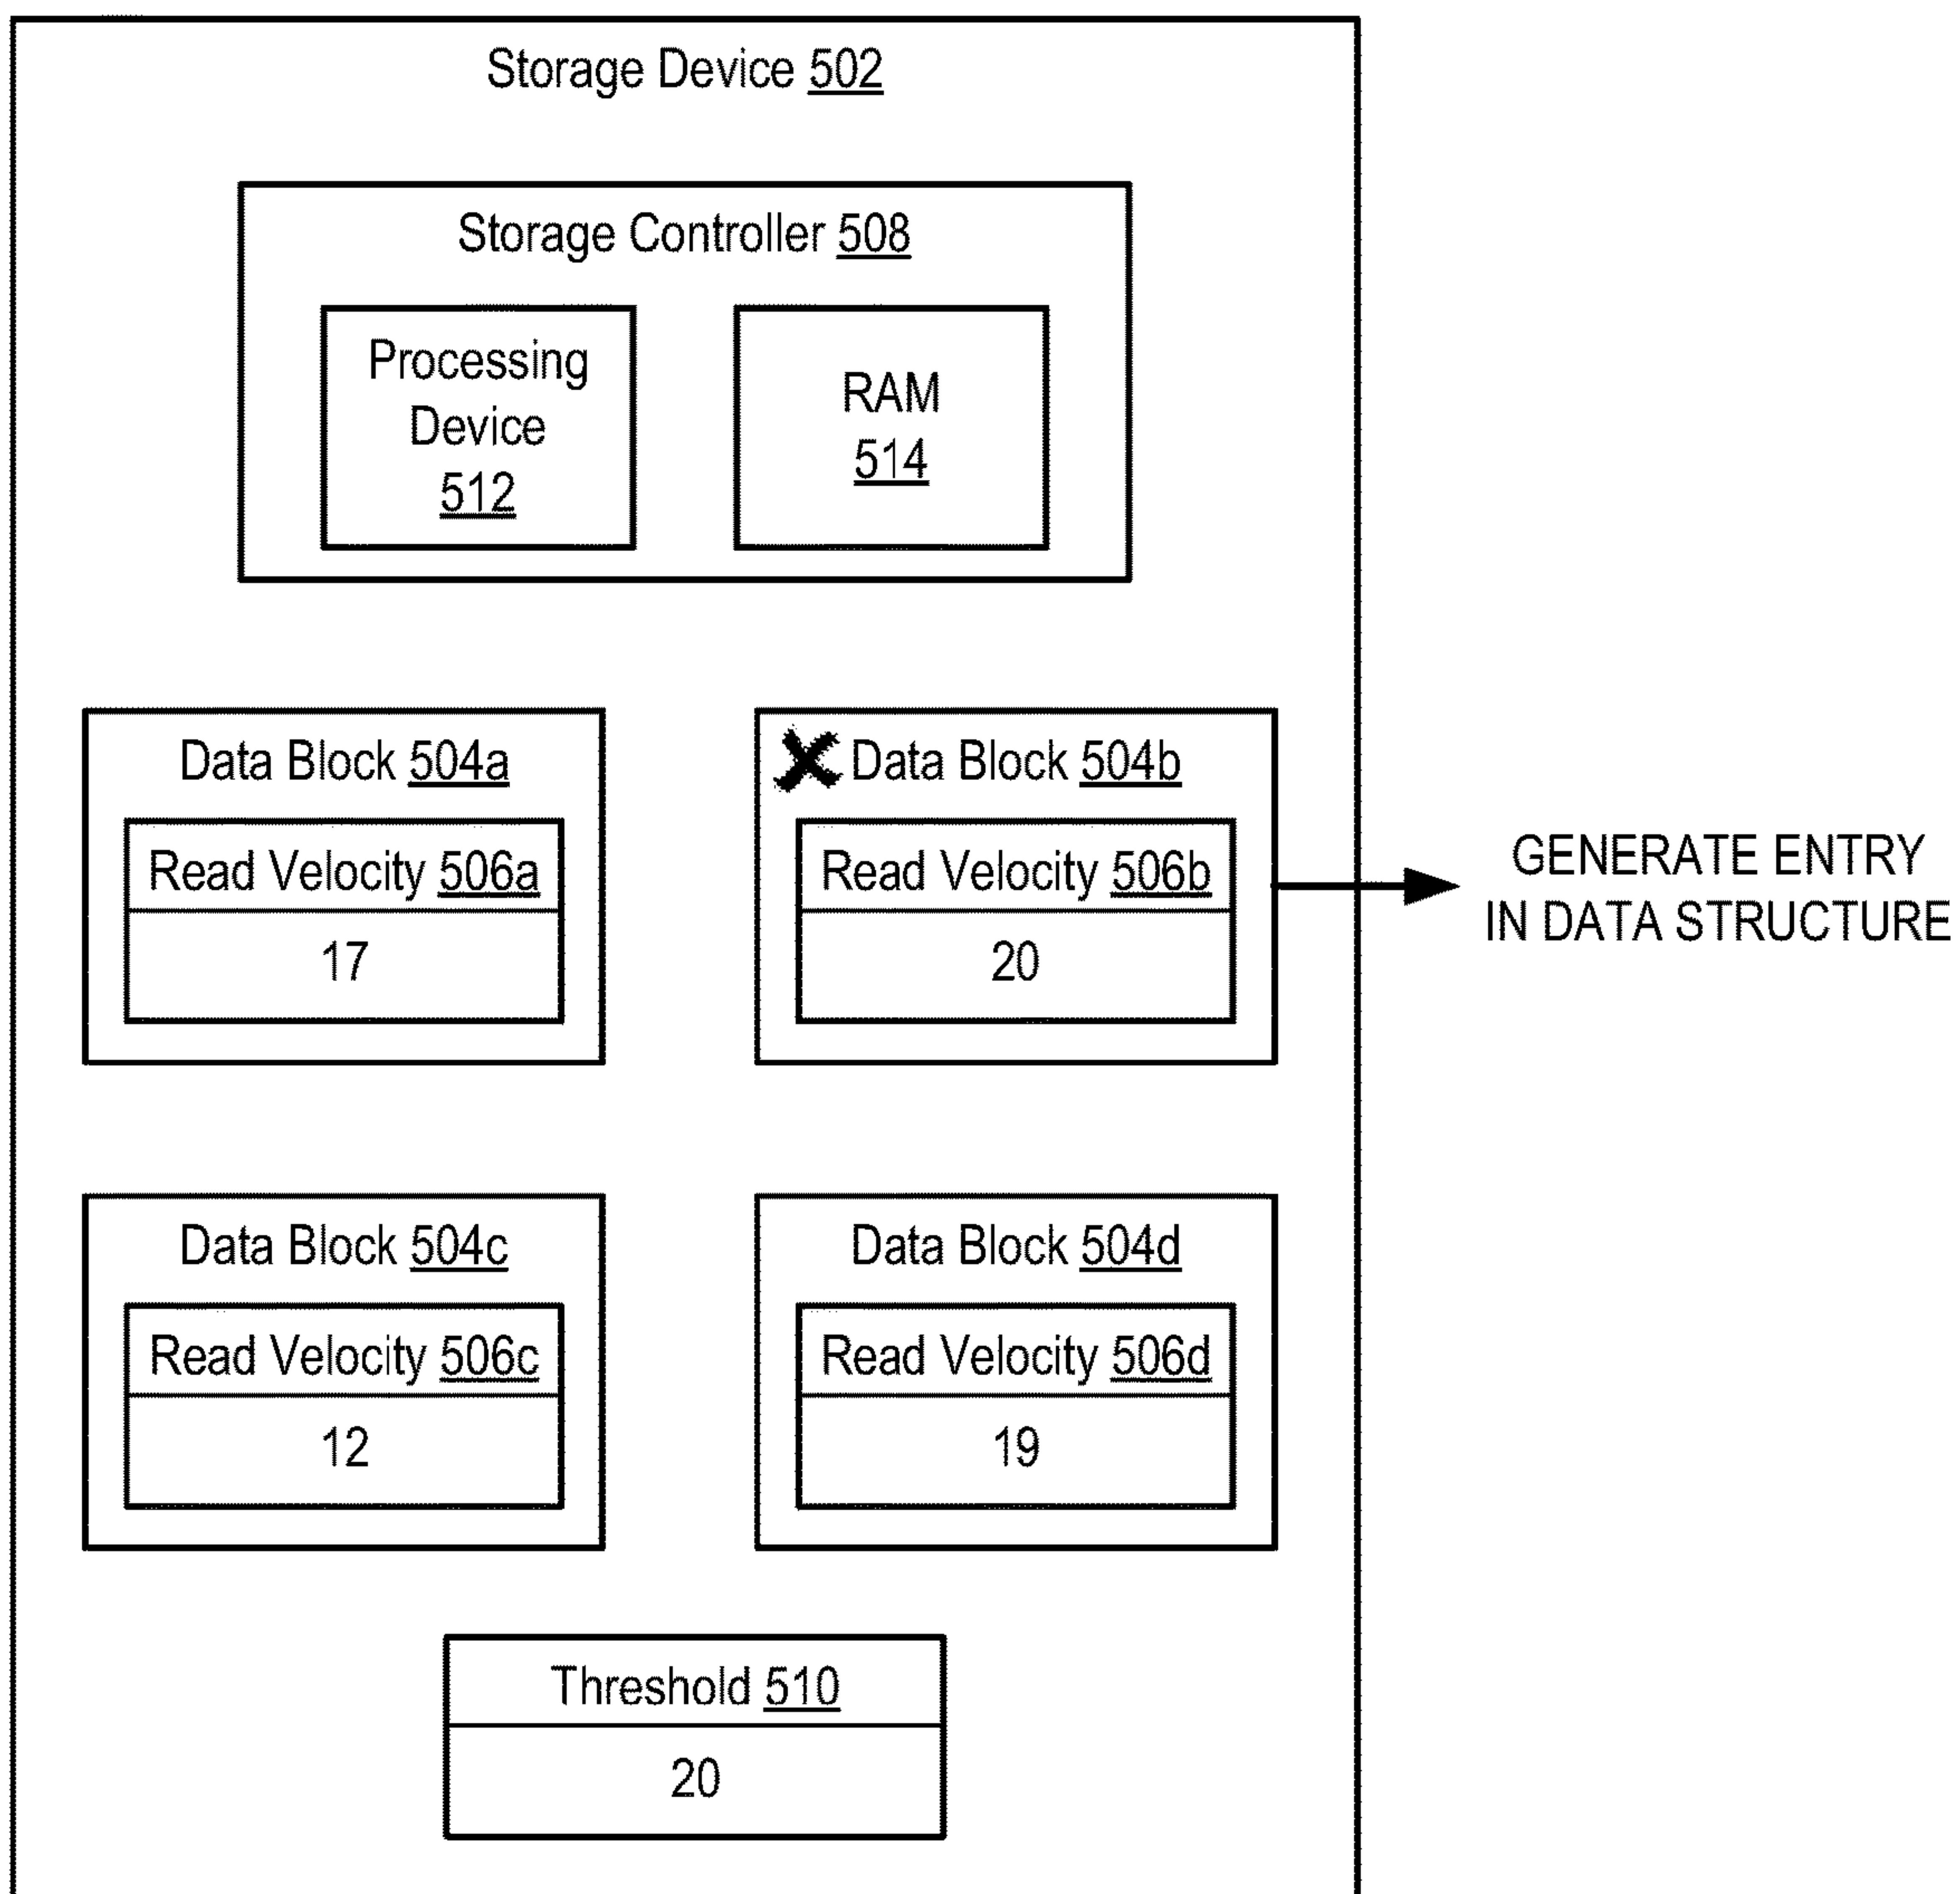 Storage Device 502
Storage Controller 508
Processing
Device
512
RAM
514
Data Block 504a
Read Velocity 506a
17
Data Block 504b
Read Velocity 506b
20
GENERATE ENTRY
IN DATA STRUCTURE
Data Block 504c
Read Velocity 506c
12
Data Block 504d
Read Velocity 506d
19
Threshold 510
20